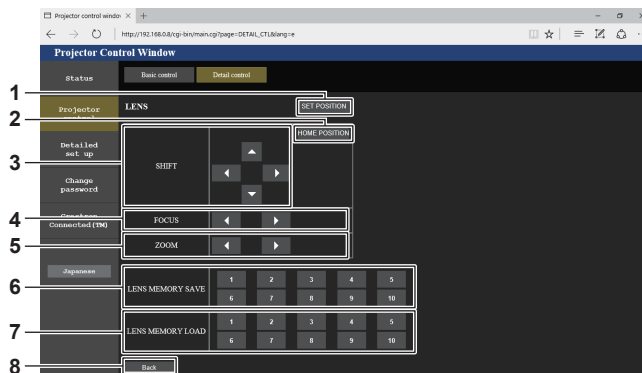 Projector control window
http://192.168.0.8/cgi-bin/main.cgi?page=DETAIL_CTL&lang=e
Projector Control Window
Status
Basic control
Detail control
1
Projector
control
LENS
SET POSITION
2
HOME POSITION
3
Detailed
set up
SHIFT
Change
password
4
Crestron
Connected(TM)
FOCUS
5
ZOOM
Japanese
6
LENS MEMORY SAVE
1 2 3 4 5
6 7 8 9 10
7
LENS MEMORY LOAD
1 2 3 4 5
6 7 8 9 10
8
Back